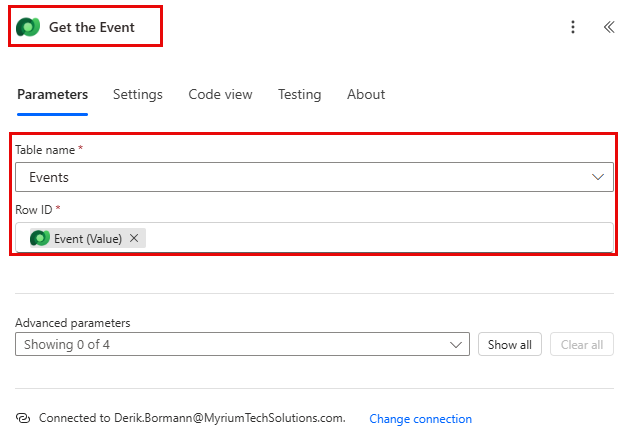 Get the Event
Parameters Settings Code view Testing About
Table name *
Events
Row ID *
Event (Value)
Advanced parameters
Showing 0 of 4 Show all Clear all
Connected to Derik.Bormann@MyriumTechSolutions.com. Change connection